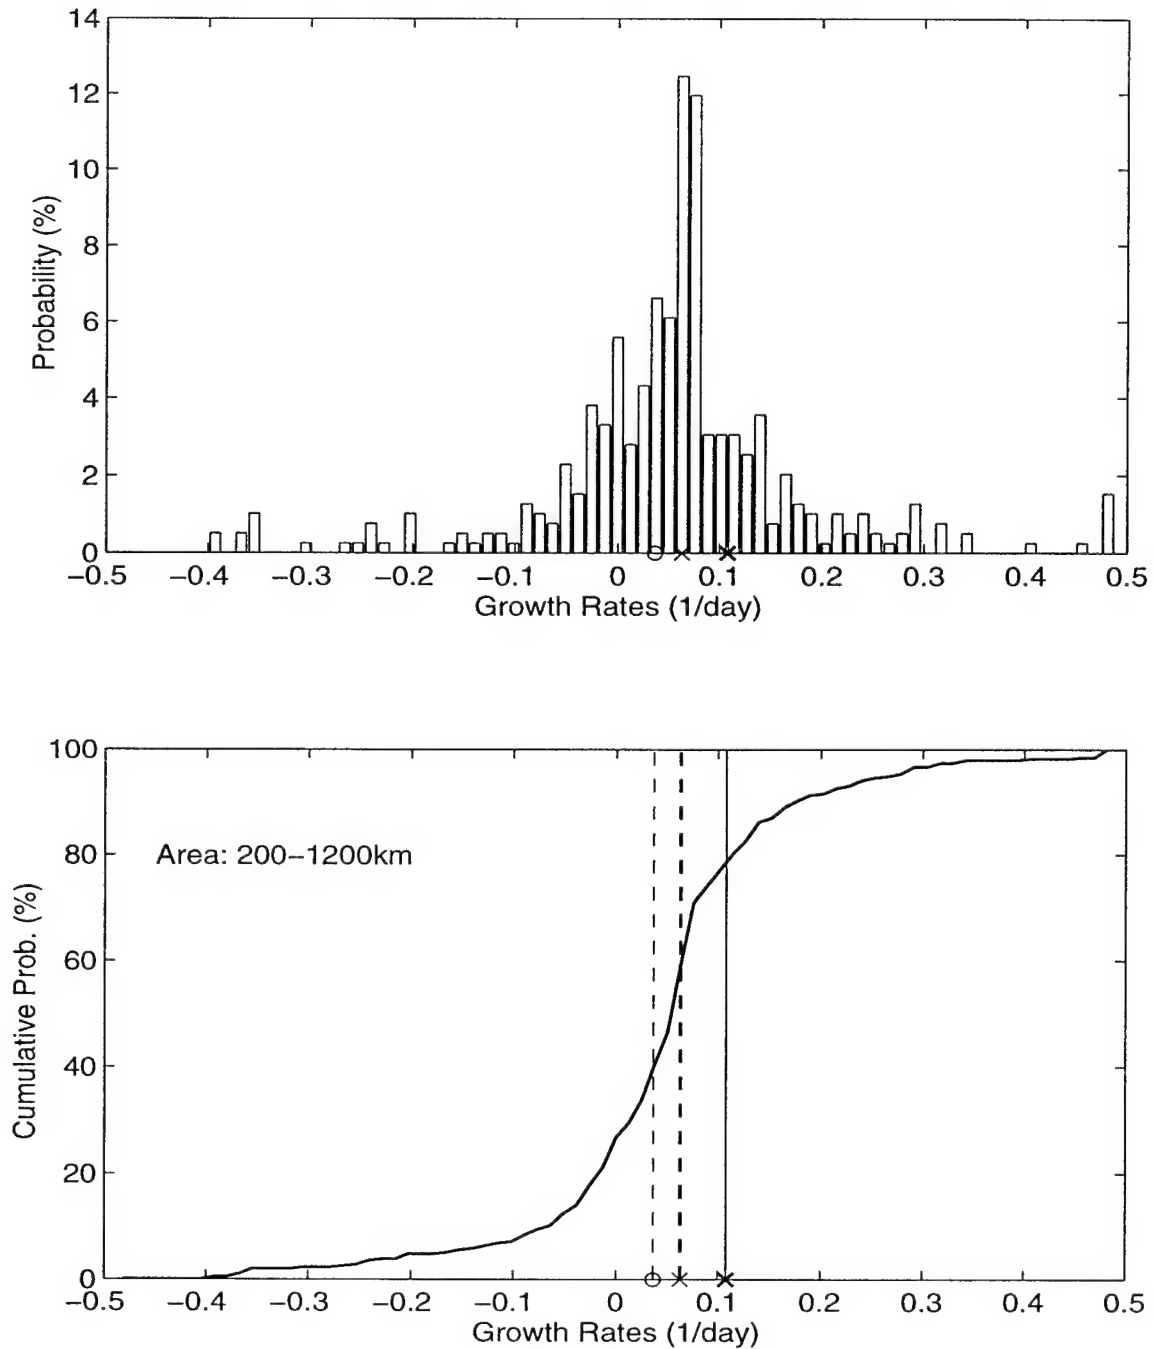 14
12
10
8
6
4
2
0
Probability (%)
−0.5 −0.4 −0.3 −0.2 −0.1 0 0.1 0.2 0.3 0.4 0.5
Growth Rates (1/day)
100
80
60
40
20
0
Cumulative Prob. (%)
Area: 200−1200km
−0.5 −0.4 −0.3 −0.2 −0.1 0 0.1 0.2 0.3 0.4 0.5
Growth Rates (1/day)